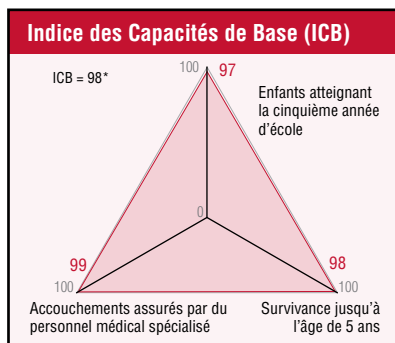 Indice des Capacités de Base (ICB)
ICB = 98*
100
97
Enfants atteignant
la cinquième année
d'école
0
99
100
98
100
Accouchements assurés par du
personnel médical spécialisé
Survivance jusqu'à
l'âge de 5 ans